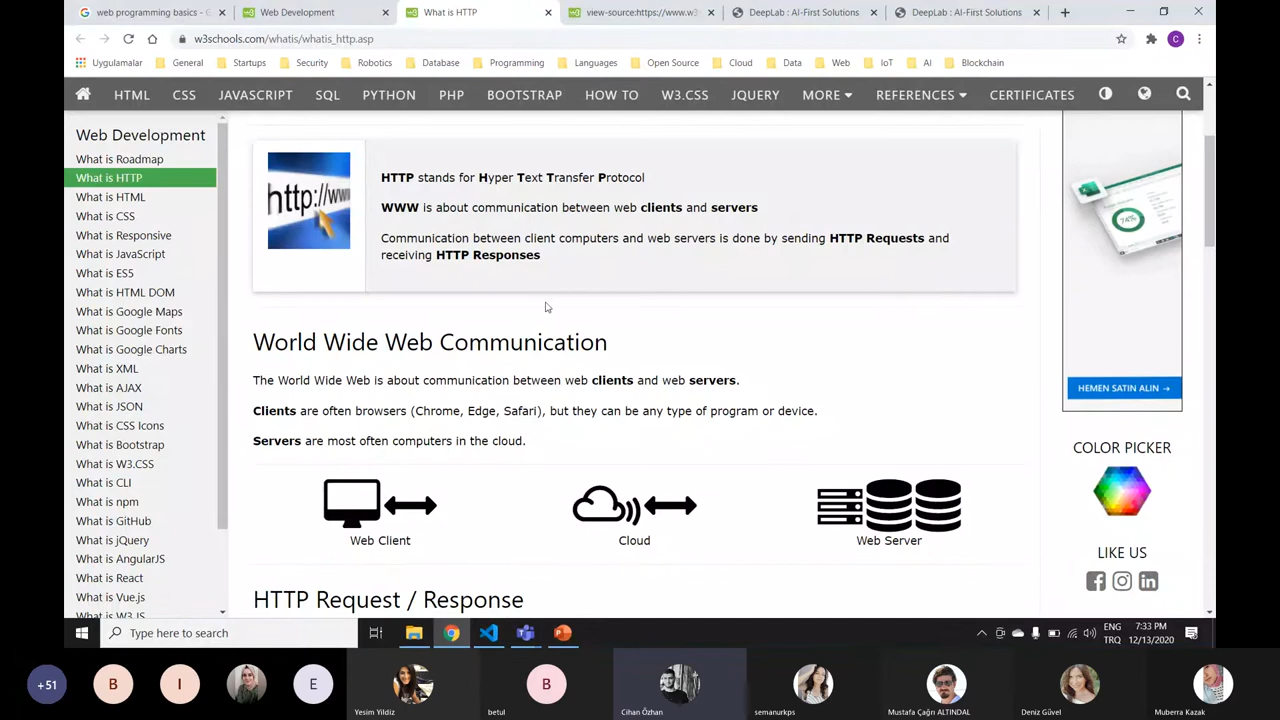 web programming basics - G
Web Development
What is HTTP
view-source:https://www.w3
DeepLab : AI-First Solutions
DeepLab : AI-First Solutions
w3schools.com/whatis/whatis_http.asp
C
Uygulamalar
General
Startups
Security
Robotics
Database
Programming
Languages
Open Source
Cloud
Data
Web
IoT
AI
Blockchain
HTML
CSS
JAVASCRIPT
SQL
PYTHON
PHP
BOOTSTRAP
HOW TO
W3.CSS
JQUERY
MORE
REFERENCES
CERTIFICATES
Web Development
What is Roadmap
What is HTTP
What is HTML
What is CSS
What is Responsive
What is JavaScript
What is ES5
What is HTML DOM
What is Google Maps
What is Google Fonts
What is Google Charts
What is XML
What is AJAX
What is JSON
What is CSS Icons
What is Bootstrap
What is W3.CSS
What is CLI
What is npm
What is GitHub
What is jQuery
What is AngularJS
What is React
What is Vue.js
What is W3.JS
http://ww
HTTP stands for Hyper Text Transfer Protocol
WWW is about communication between web clients and servers
Communication between client computers and web servers is done by sending HTTP Requests and
receiving HTTP Responses
World Wide Web Communication
The World Wide Web is about communication between web clients and web servers.
Clients are often browsers (Chrome, Edge, Safari), but they can be any type of program or device.
Servers are most often computers in the cloud.
Web Client
Cloud
Web Server
HTTP Request / Response
74%
HEMEN SATIN ALIN →
COLOR PICKER
LIKE US
Type here to search
ENG
TRQ
7:33 PM
12/13/2020
+51
B
I
E
Yesim Yildiz
B
betul
Cihan Özhan
semanurkps
Mustafa Çağrı ALTINDAL
Deniz Güvel
Muberra Kazak